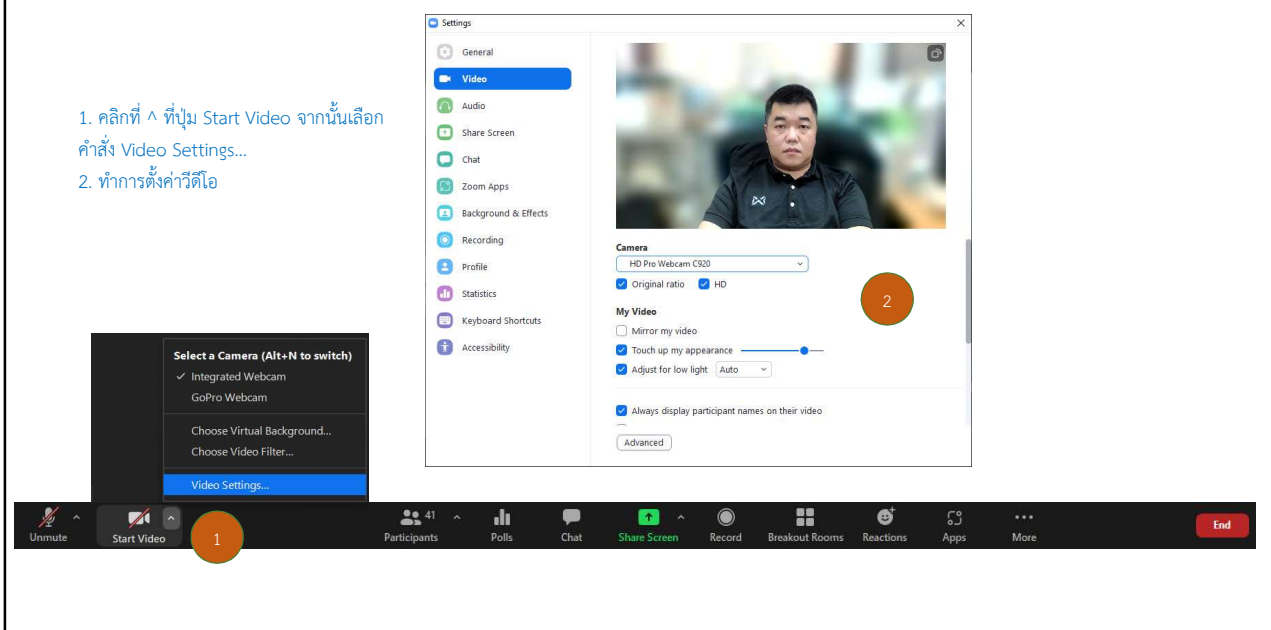 1. คลิกที่ ^ ที่ปุ่ม Start Video จากนั้นเลือก
คำสั่ง Video Settings...
2. ทำการตั้งค่าวีดีโอ
Settings
General
Video
Audio
Share Screen
Chat
Zoom Apps
Background & Effects
Recording
Profile
Statistics
Keyboard Shortcuts
Accessibility
Camera
HD Pro Webcam C920
Original ratio HD
My Video
Mirror my video
Touch up my appearance
Adjust for low light Auto
Always display participant names on their video
Advanced
2
Select a Camera (Alt+N to switch)
Integrated Webcam
GoPro Webcam
Choose Virtual Background...
Choose Video Filter...
Video Settings...
1
41
Unmute Start Video Participants Polls Chat Share Screen Record Breakout Rooms Reactions Apps More End